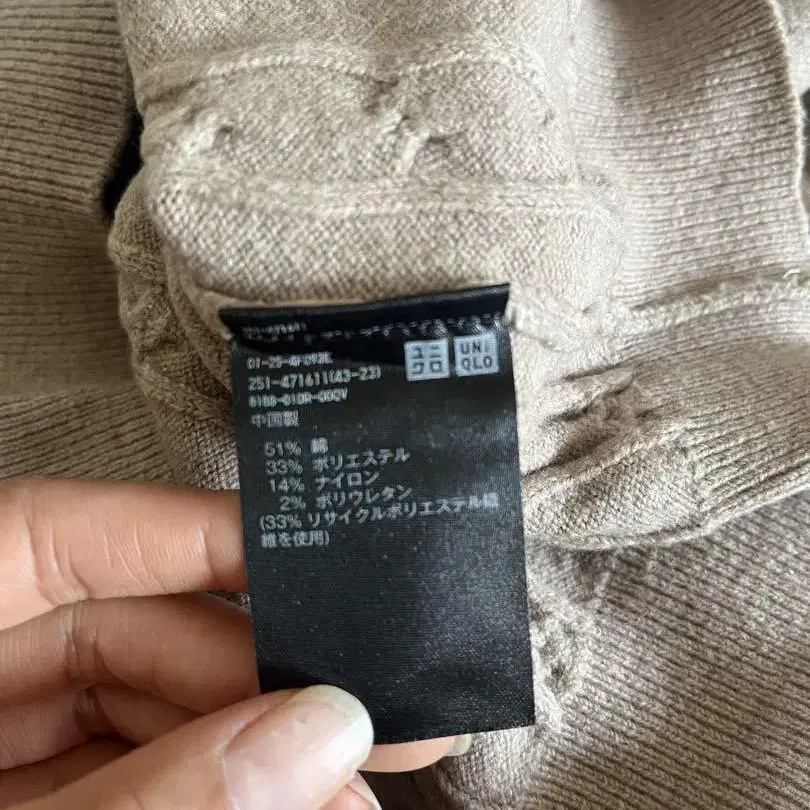 ユニクロ
UNIQLO
251-471611(43-23)
中国製
51% 綿
33% ポリエステル
14% ナイロン
2% ポリウレタン
(33% リサイクルポリエステル繊
維を使用)